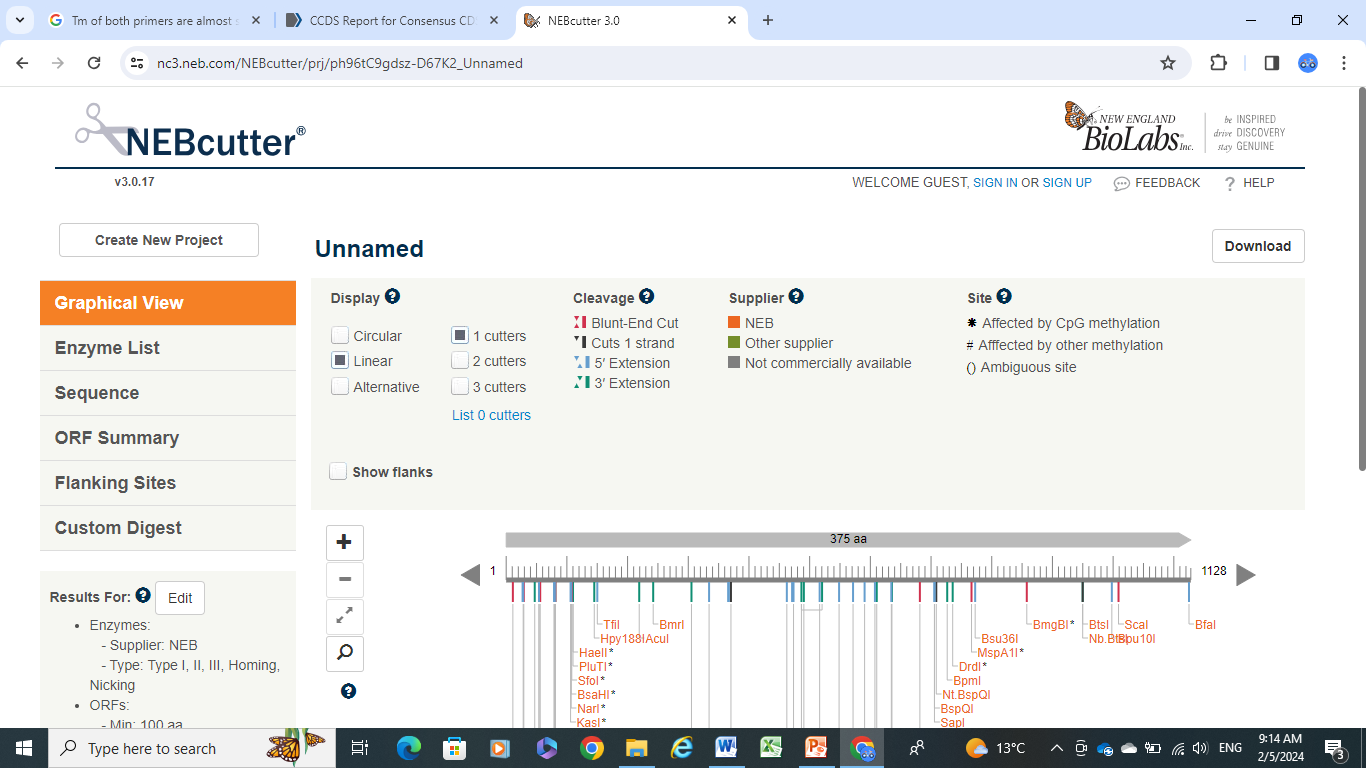 Tm of both primers are almost s
CCDS Report for Consensus CD
NEBcutter 3.0
nc3.neb.com/NEBcutter/prj/ph96tC9gdsz-D67K2_Unnamed
NEBcutter®
NEW ENGLAND
BioLabs Inc.
be INSPIRED
drive DISCOVERY
stay GENUINE
v3.0.17
WELCOME GUEST, SIGN IN OR SIGN UP
FEEDBACK
? HELP
Create New Project
Unnamed
Download
Graphical View
Enzyme List
Sequence
ORF Summary
Flanking Sites
Custom Digest
Display ?
Circular
Linear
Alternative
1 cutters
2 cutters
3 cutters
List 0 cutters
Show flanks
Cleavage ?
Blunt-End Cut
Cuts 1 strand
5′ Extension
3′ Extension
Supplier ?
NEB
Other supplier
Not commercially available
Site ?
* Affected by CpG methylation
# Affected by other methylation
() Ambiguous site
Results For: ?
Edit
• Enzymes:
- Supplier: NEB
- Type: Type I, II, III, Homing,
Nicking
• ORFs:
- Min: 100 aa
375 aa
1
1128
TfiI
BmrI
BmgBI*
BtsI
ScaI
BfaI
Hpy188I
AcuI
Bsu36I
Nb.BtsI
Bpu10I
HaeII*
MspA1I*
PluTI*
DrdI*
SfoI*
BpmI
BsaHI*
Nt.BspQI
NarI*
BspQI
KasI*
SapI
Type here to search
13°C
ENG
9:14 AM
2/5/2024
3